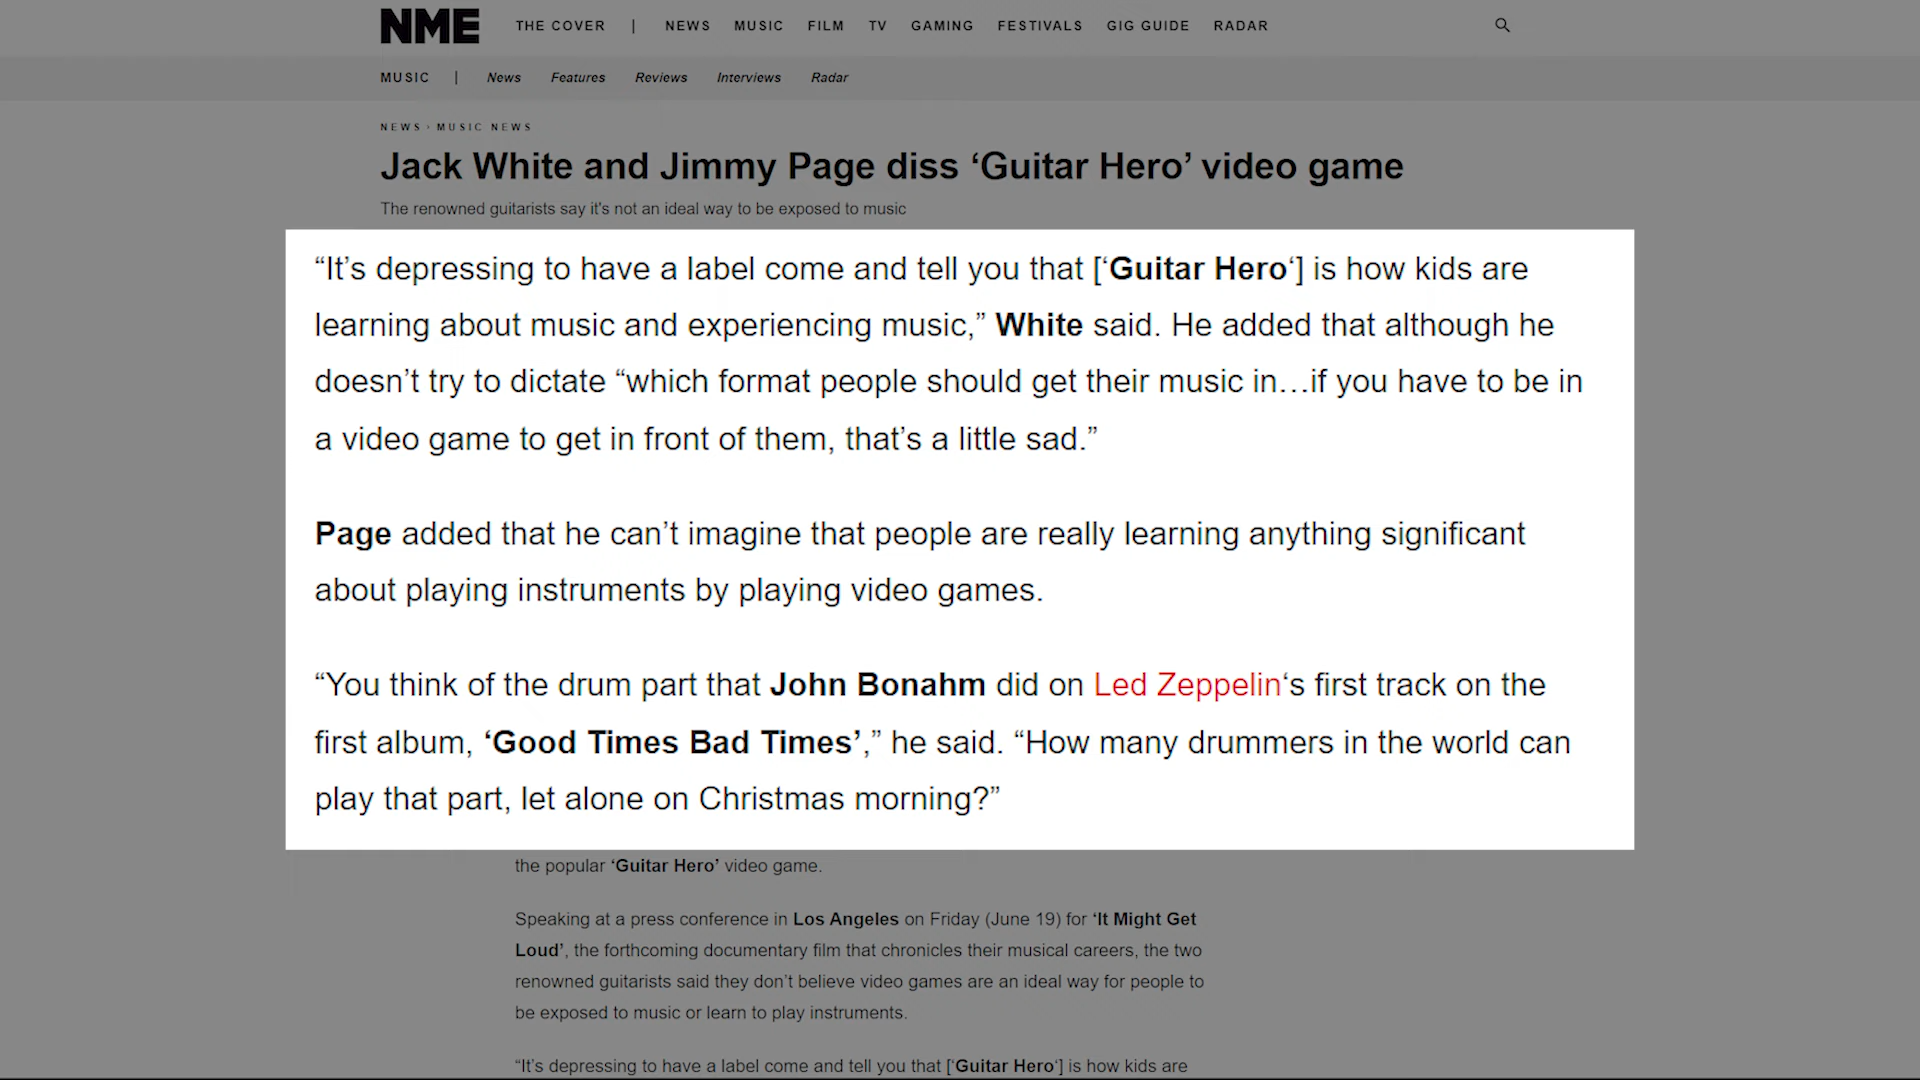 NME THE COVER | NEWS MUSIC FILM TV GAMING FESTIVALS GIG GUIDE RADAR
MUSIC | News Features Reviews Interviews Radar
NEWS › MUSIC NEWS
Jack White and Jimmy Page diss ‘Guitar Hero’ video game
The renowned guitarists say it's not an ideal way to be exposed to music
“It’s depressing to have a label come and tell you that [‘Guitar Hero‘] is how kids are
learning about music and experiencing music,” White said. He added that although he
doesn’t try to dictate “which format people should get their music in…if you have to be in
a video game to get in front of them, that’s a little sad.”
Page added that he can’t imagine that people are really learning anything significant
about playing instruments by playing video games.
“You think of the drum part that John Bonahm did on Led Zeppelin‘s first track on the
first album, ‘Good Times Bad Times’,” he said. “How many drummers in the world can
play that part, let alone on Christmas morning?”
the popular ‘Guitar Hero’ video game.
Speaking at a press conference in Los Angeles on Friday (June 19) for ‘It Might Get
Loud’, the forthcoming documentary film that chronicles their musical careers, the two
renowned guitarists said they don’t believe video games are an ideal way for people to
be exposed to music or learn to play instruments.
“It’s depressing to have a label come and tell you that [‘Guitar Hero‘] is how kids are